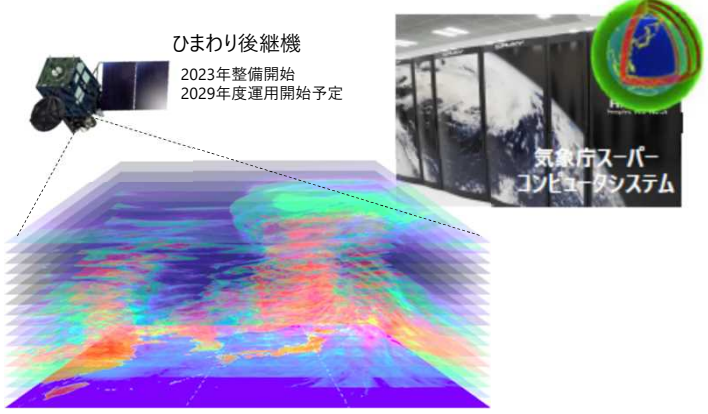 ひまわり後継機
2023年整備開始
2029年度運用開始予定
気象庁スーパー
コンピュータシステム